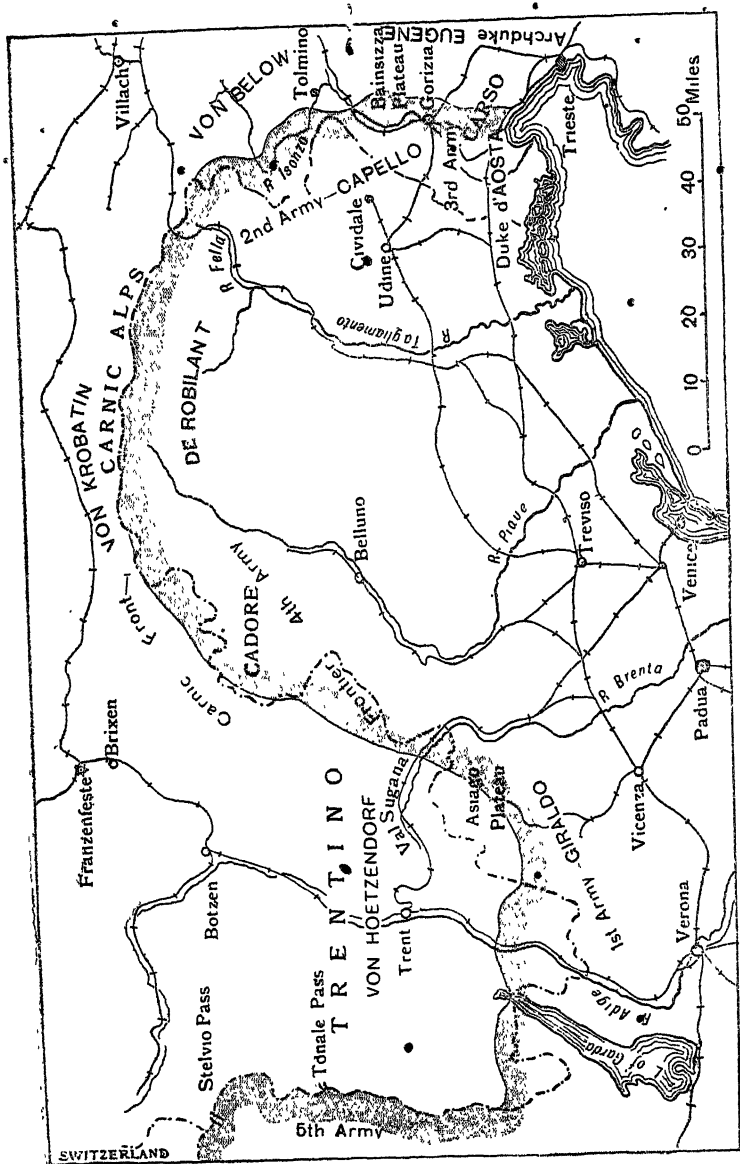 SWITZERLAND
Stelvio Pass
Tonale Pass
5th Army
Franzenfeste
Brixen
Botzen
TRENTINO
VON HOETZENDORF
Trent
Val Sugana
Asiago
Plateau
1st Army
GIRALDO
R Adige
L of Garda
Verona
Vicenza
Padua
R Brenta
Venice
Treviso
R. Piave
Belluno
CADORE
4th Army
Frontier
Carnic
Front
VON KROBATIN
CARNIC ALPS
DE ROBILANT
R Fella
R Tagliamento
Villach
VON BELOW
Tolmino
R Isonzo
2nd Army
CAPELLO
Bainsizza
Plateau
Gorizia
Cividale
Udine
3rd Army
Duke d'AOSTA
CARSO
Archduke EUGENE
Trieste
0 10 20 30 40 50 Miles